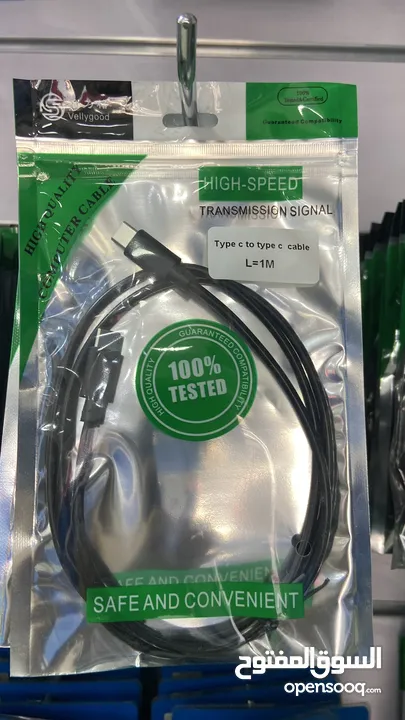 Vellygood
100%
Guaranteed Compatibility
HIGH QUALITY
COMPUTER CABLE
HIGH-SPEED
TRANSMISSION SIGNAL
Type c to type c cable
L=1M
GUARANTEED COMPATIBILITY
100%
TESTED
HIGH QUALITY
SAFE AND CONVENIENT
SAFE AND CONVENIENT
السوق المفتوح
opensooq.com